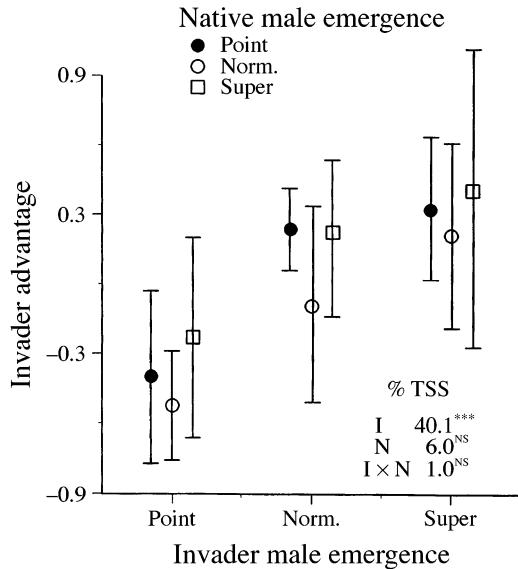 Native male emergence
Point
Norm.
Super
0.9
0.3
−0.3
−0.9
Invader advantage
% TSS
I 40.1***
N 6.0NS
I × N 1.0NS
Point Norm. Super
Invader male emergence